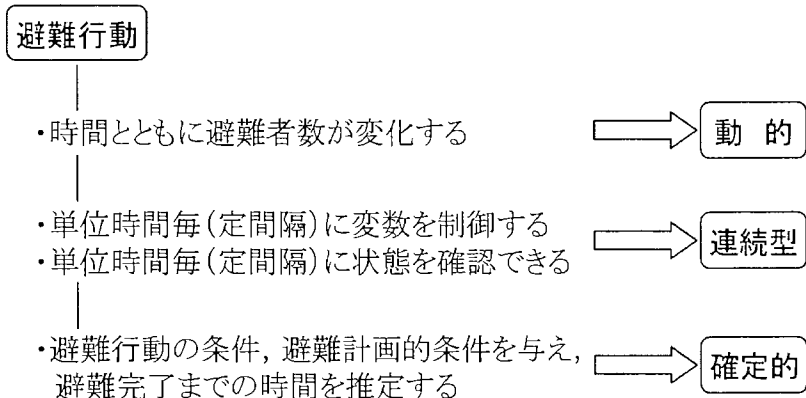 避難行動
・時間とともに避難者数が変化する
動的
・単位時間毎(定間隔)に変数を制御する
・単位時間毎(定間隔)に状態を確認できる
連続型
・避難行動の条件, 避難計画的条件を与え,
避難完了までの時間を推定する
確定的